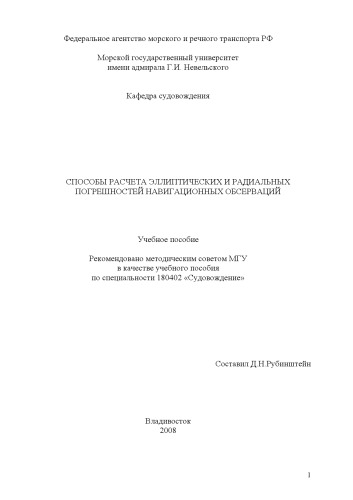 Федеральное агентство морского и речного транспорта РФ
Морской государственный университет
имени адмирала Г.И. Невельского
Кафедра судовождения
СПОСОБЫ РАСЧЕТА ЭЛЛИПТИЧЕСКИХ И РАДИАЛЬНЫХ
ПОГРЕШНОСТЕЙ НАВИГАЦИОННЫХ ОБСЕРВАЦИЙ
Учебное пособие
Рекомендовано методическим советом МГУ
в качестве учебного пособия
по специальности 180402 «Судовождение»
Составил Д.Н.Рубинштейн
Владивосток
2008
1